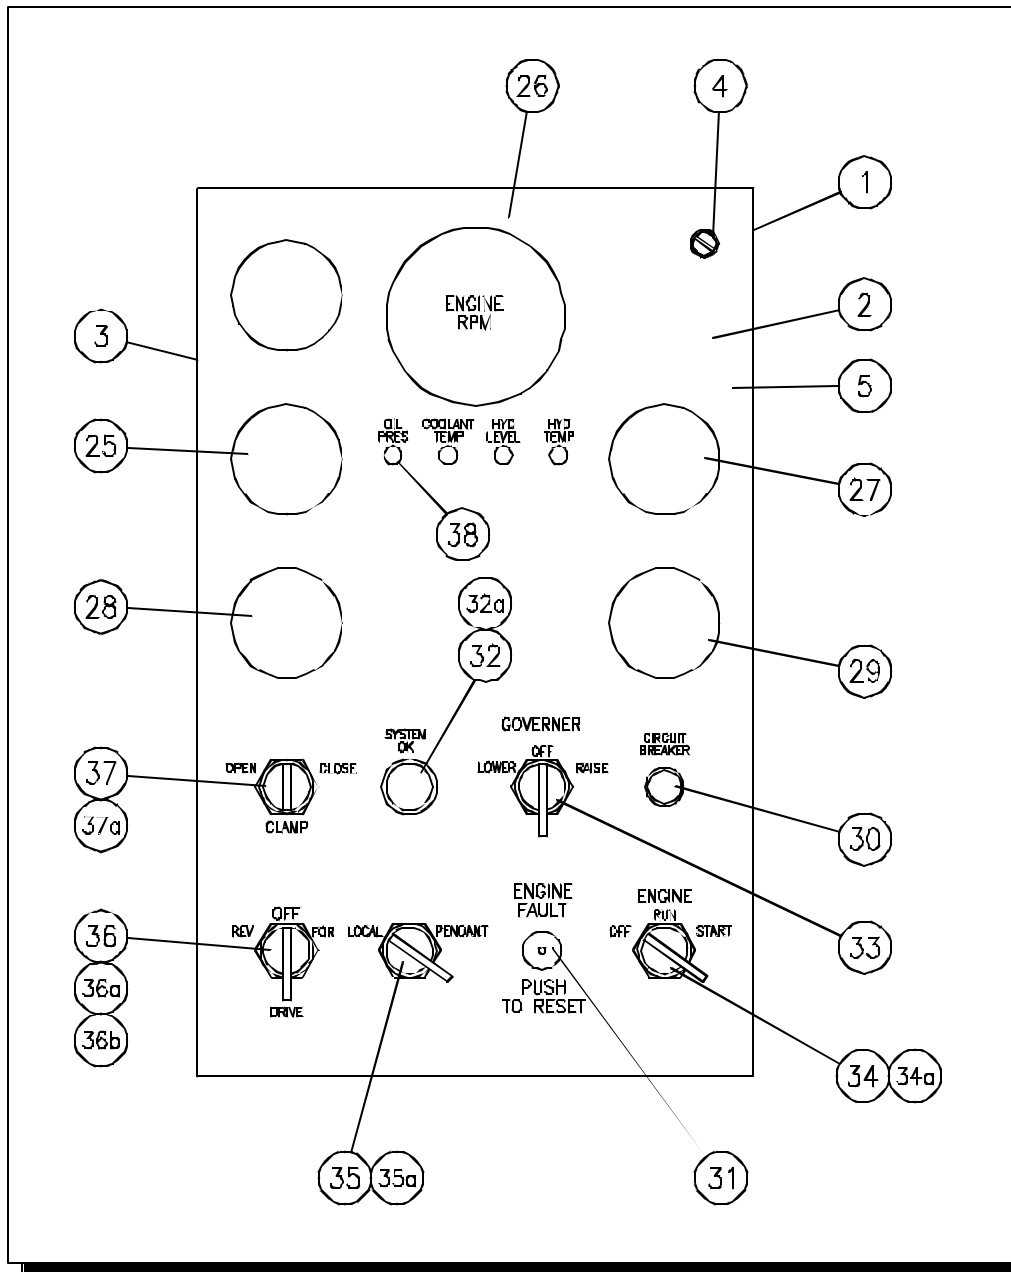 26
4
1
ENGINE
RPM
2
3
5
OIL
PRES
COOLANT
TEMP
HYD
LEVEL
HYD
TEMP
25
27
38
28
32a
32
29
GOVERNER
SYSTEM
OK
OFF
CIRCUIT
BREAKER
OPEN
CLOSE
LOWER
RAISE
37
CLAMP
37a
30
ENGINE
FAULT
ENGINE
RUN
OFF
REV
FOR
LOCAL
PENDANT
OFF
START
36
33
36a
PUSH
TO RESET
DRIVE
36b
34
34a
35
35a
31